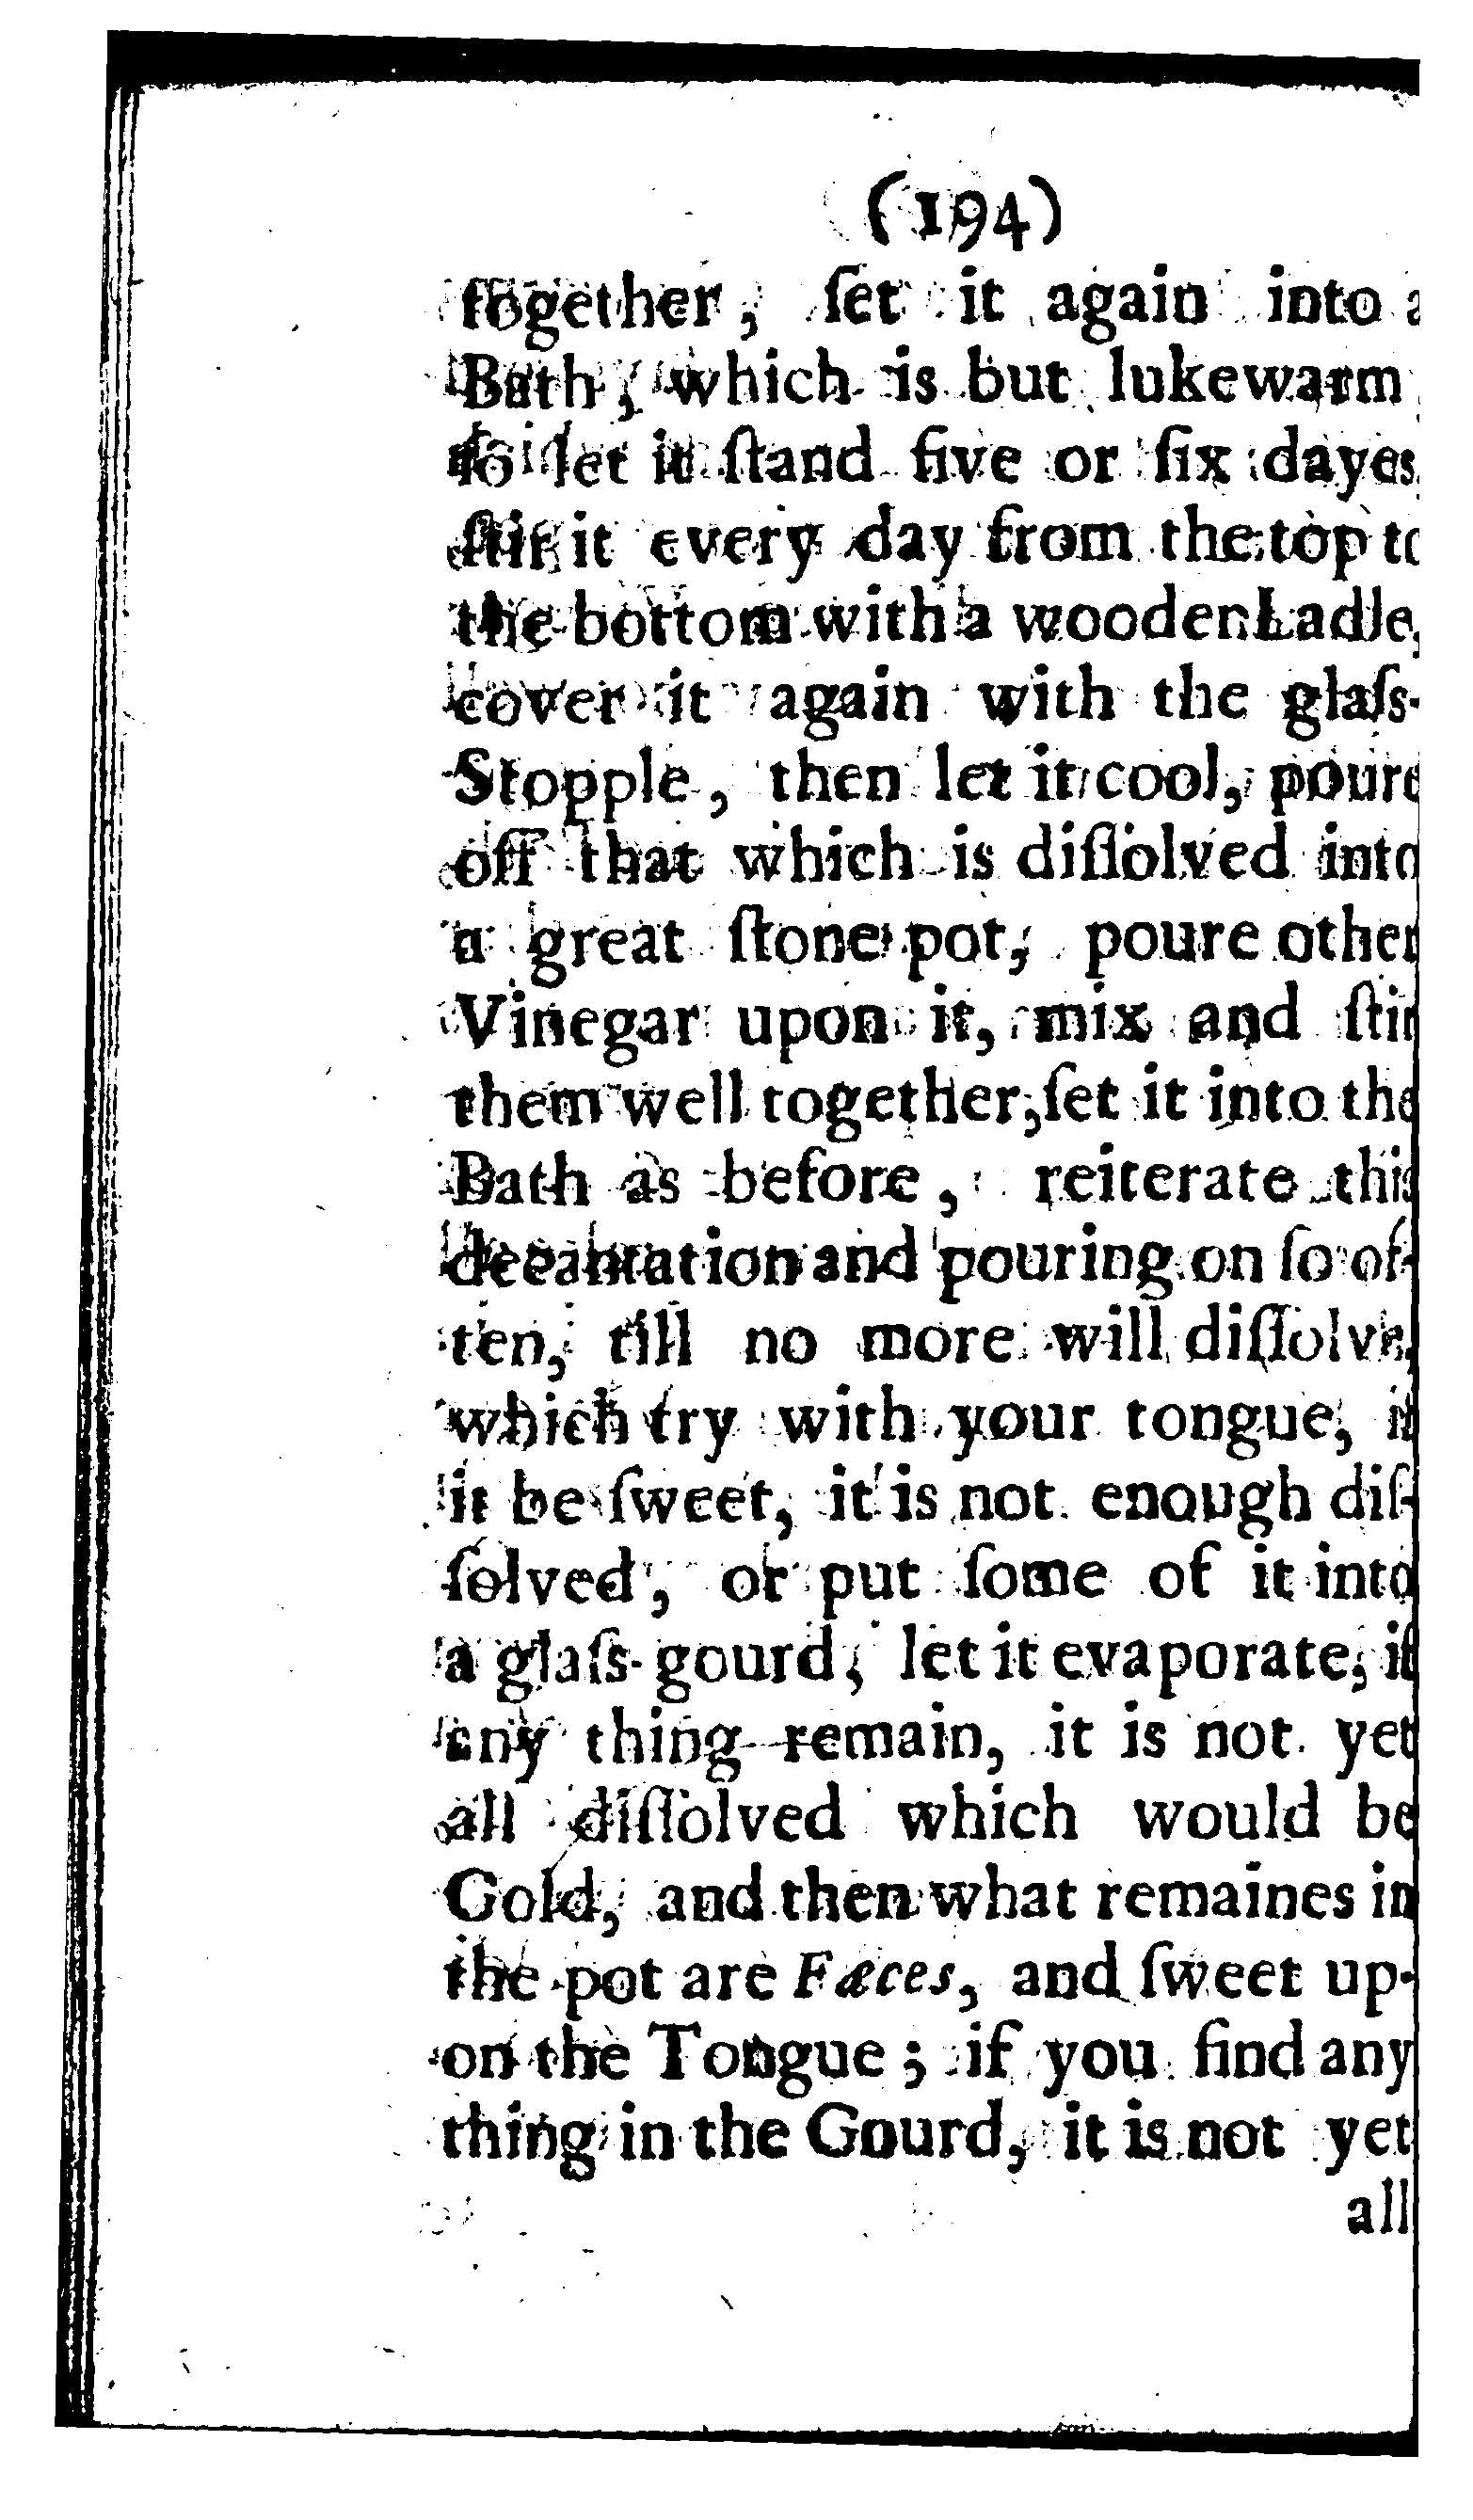 (194)
together, ſet it again into a
Bath, which is but lukewarm,
ſo let it ſtand five or ſix dayes,
ſtir it every day from the top to
the bottom with a wooden Ladle,
cover it again with the glaſs-
Stopple, then let it cool, poure
off that which is diſſolved into
a great ſtone pot, poure other
Vinegar upon it, mix and ſtir
them well together, ſet it into the
Bath as before, reiterate this
decantation and pouring on ſo of-
ten, till no more will diſſolve,
which try with your tongue, if
it be ſweet, it is not enough diſ-
ſolved, or put ſome of it into
a glaſs-gourd, let it evaporate, if
any thing remain, it is not yet
all diſſolved which would be
Gold, and then what remaines in
the pot are Fæces, and ſweet up-
on the Tongue; if you find any
thing in the Gourd, it is not yet
all